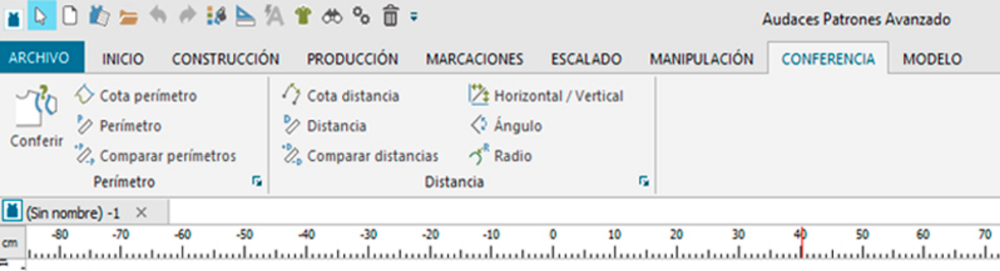 Audaces Patrones Avanzado
ARCHIVO INICIO CONSTRUCCIÓN PRODUCCIÓN MARCACIONES ESCALADO MANIPULACIÓN CONFERENCIA MODELO
Conferir
Cota perímetro
Perímetro
Comparar perímetros
Perímetro
Cota distancia
Distancia
Comparar distancias
Horizontal / Vertical
Ángulo
Radio
Distancia
(Sin nombre) -1
cm -80 -70 -60 -50 -40 -30 -20 -10 0 10 20 30 40 50 60 70